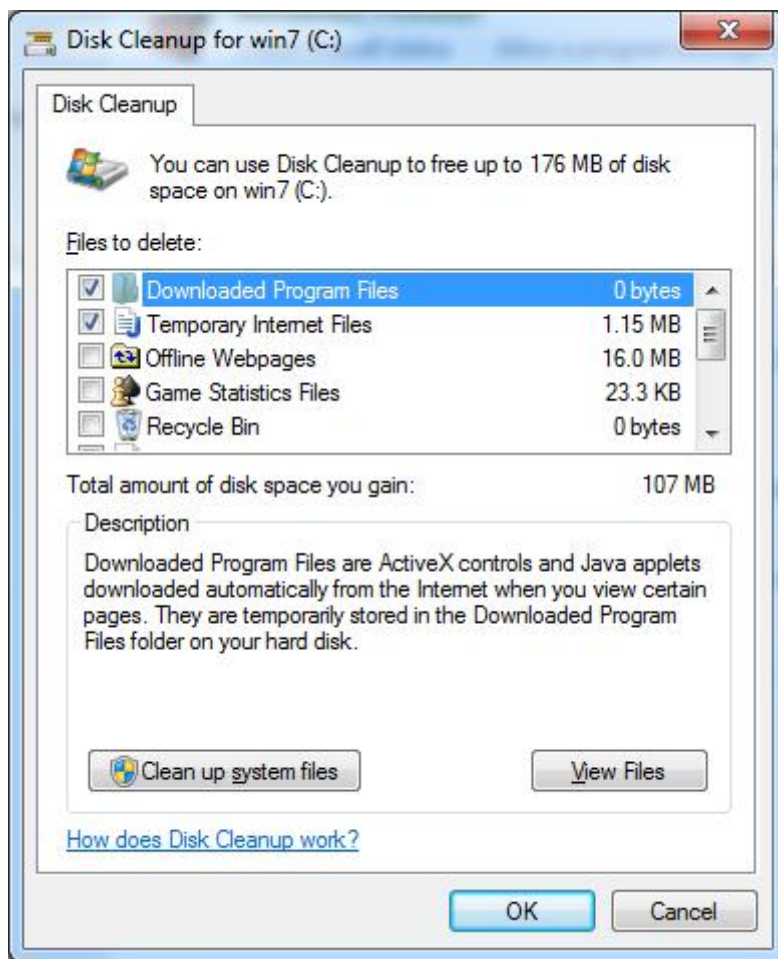 Disk Cleanup for win7 (C:)
Disk Cleanup
You can use Disk Cleanup to free up to 176 MB of disk
space on win7 (C:).
Files to delete:
Downloaded Program Files 0 bytes
Temporary Internet Files 1.15 MB
Offline Webpages 16.0 MB
Game Statistics Files 23.3 KB
Recycle Bin 0 bytes
Total amount of disk space you gain: 107 MB
Description
Downloaded Program Files are ActiveX controls and Java applets
downloaded automatically from the Internet when you view certain
pages. They are temporarily stored in the Downloaded Program
Files folder on your hard disk.
Clean up system files View Files
How does Disk Cleanup work?
OK Cancel